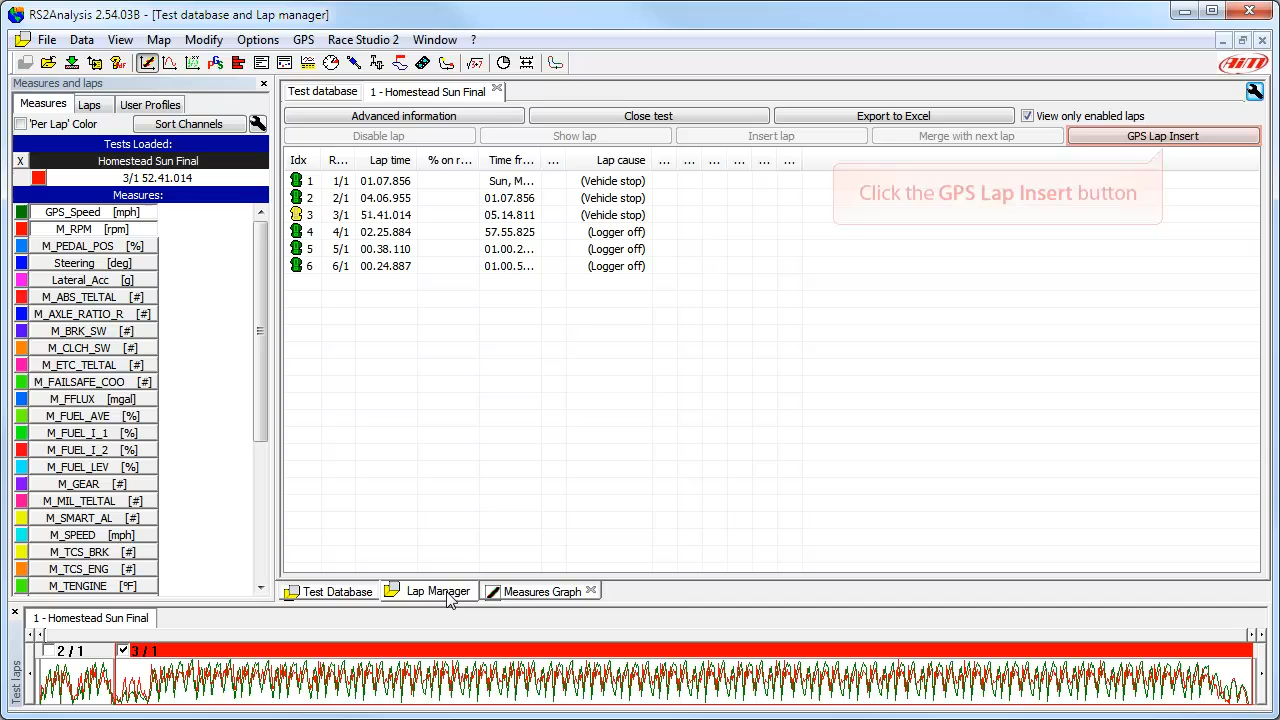 RS2Analysis 2.54.03B - [Test database and Lap manager]
File Data View Map Modify Options GPS Race Studio 2 Window ?
Measures and laps
Measures Laps User Profiles
'Per Lap' Color Sort Channels
Tests Loaded:
X Homestead Sun Final
3/1 52.41.014
Measures:
GPS_Speed [mph]
M_RPM [rpm]
M_PEDAL_POS [%]
Steering [deg]
Lateral_Acc [g]
M_ABS_TELTAL [#]
M_AXLE_RATIO_R [#]
M_BRK_SW [#]
M_CLCH_SW [#]
M_ETC_TELTAL [#]
M_FAILSAFE_COO [#]
M_FFLUX [mgal]
M_FUEL_AVE [%]
M_FUEL_I_1 [%]
M_FUEL_I_2 [%]
M_FUEL_LEV [%]
M_GEAR [#]
M_MIL_TELTAL [#]
M_SMART_AL [#]
M_SPEED [mph]
M_TCS_BRK [#]
M_TCS_ENG [#]
M_TENGINE [°F]
Test database 1 - Homestead Sun Final
Advanced information Close test Export to Excel View only enabled laps
Disable lap Show lap Insert lap Merge with next lap GPS Lap Insert
Idx R... Lap time % on r... Time fr... ... Lap cause ... ... ... ... ... ...
1 1/1 01.07.856 Sun, M... (Vehicle stop)
2 2/1 04.06.955 01.07.856 (Vehicle stop)
3 3/1 51.41.014 05.14.811 (Vehicle stop)
4 4/1 02.25.884 57.55.825 (Logger off)
5 5/1 00.38.110 01.00.2... (Logger off)
6 6/1 00.24.887 01.00.5... (Logger off)
Click the GPS Lap Insert button
Test Database Lap Manager Measures Graph
Test laps
1 - Homestead Sun Final
2 / 1 3 / 1
AiM